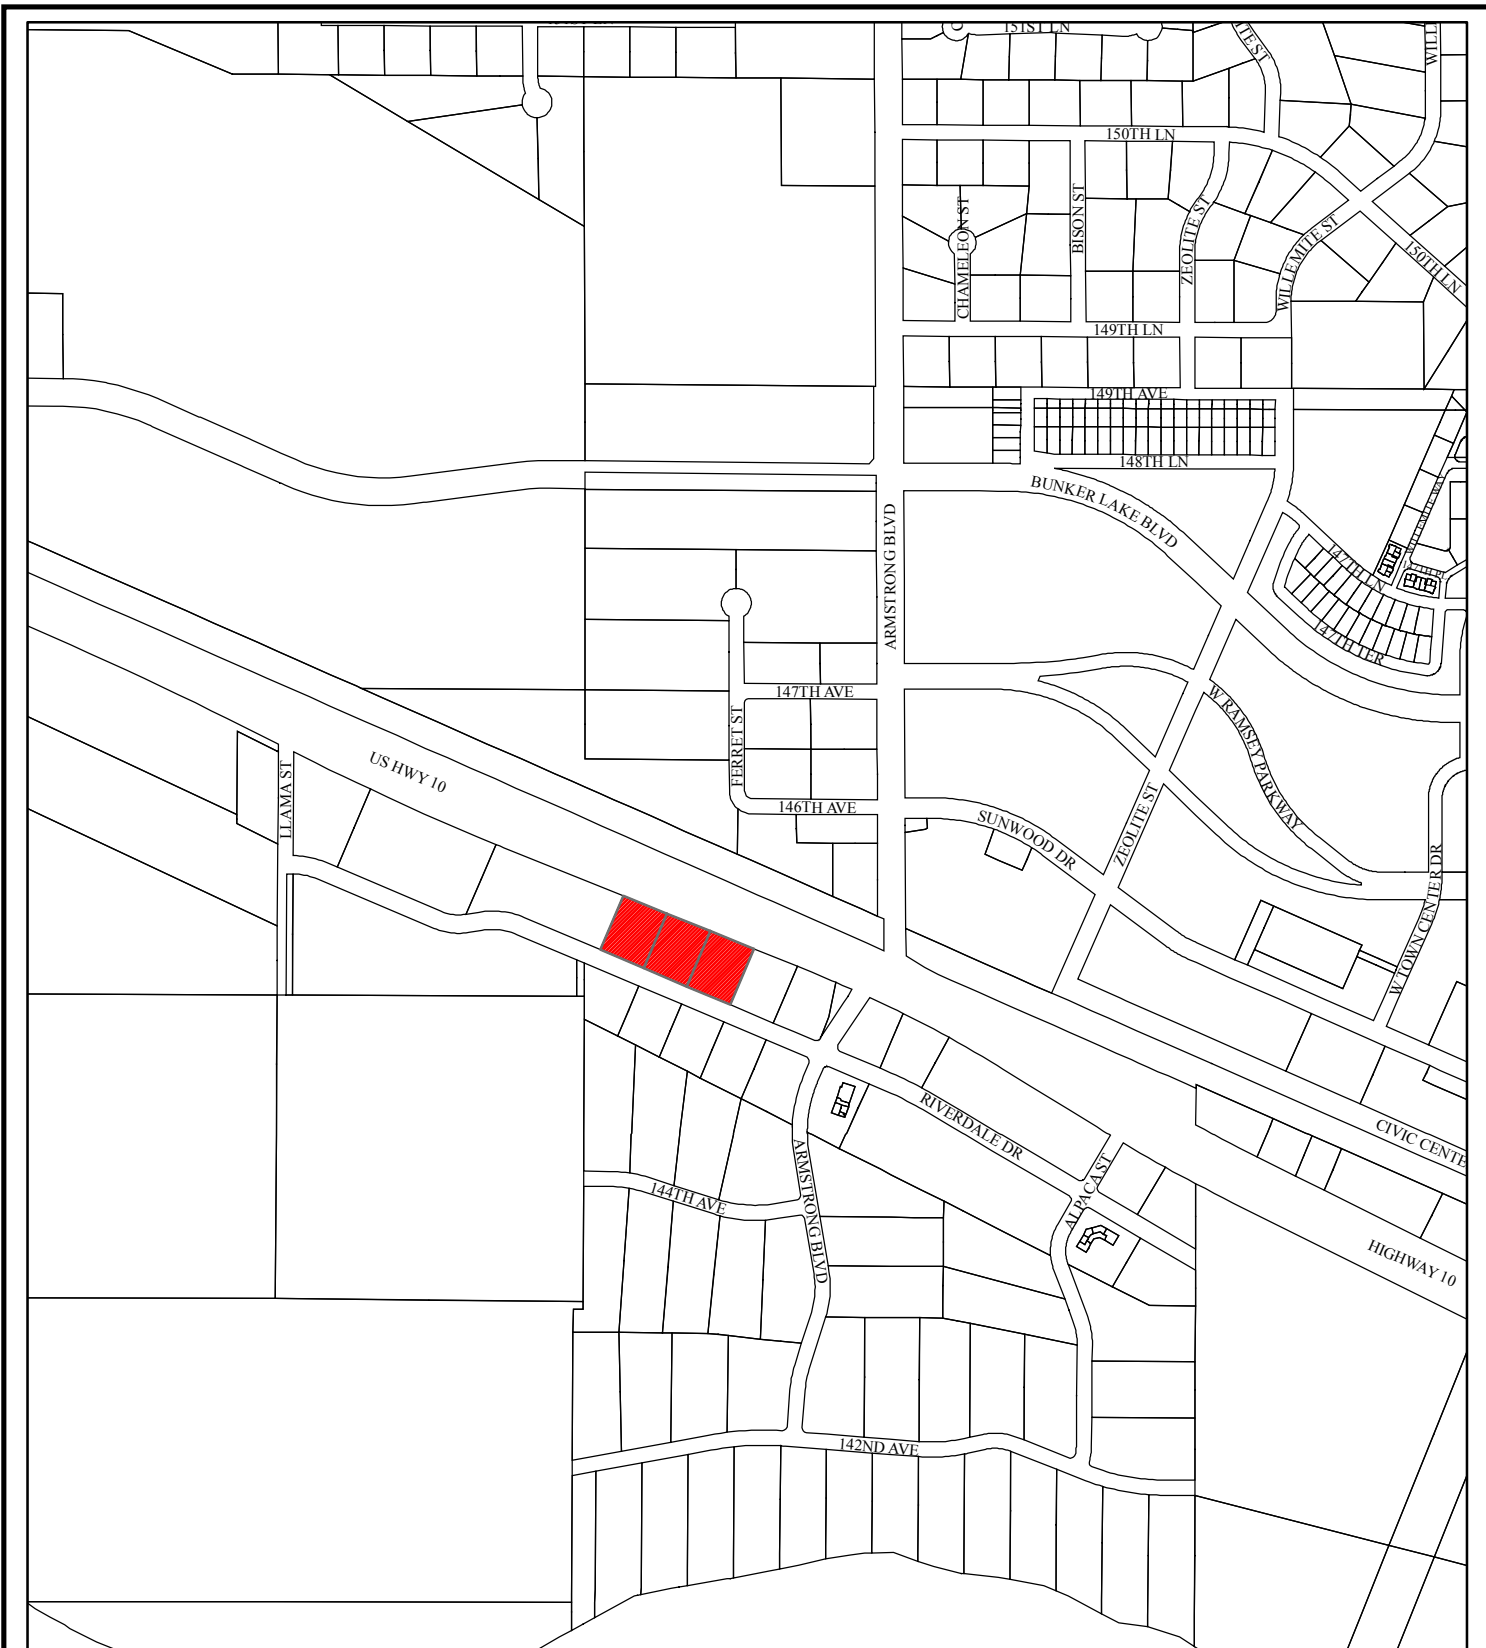 151ST LN
150TH LN
BISON ST
CHAMELEON ST
ZEOLITE ST
WILLEMITE ST
150TH LN
149TH LN
149TH AVE
148TH LN
BUNKER LAKE BLVD
ARMSTRONG BLVD
WILLEMITE WAY
147TH LN
147TH TER
147TH AVE
FERRET ST
W RAMSEY PARKWAY
US HWY 10
LLAMA ST
146TH AVE
SUNWOOD DR
ZEOLITE ST
W TOWN CENTER DR
RIVERDALE DR
CIVIC CENTE
ALPACA ST
ARMSTRONG BLVD
144TH AVE
HIGHWAY 10
142ND AVE